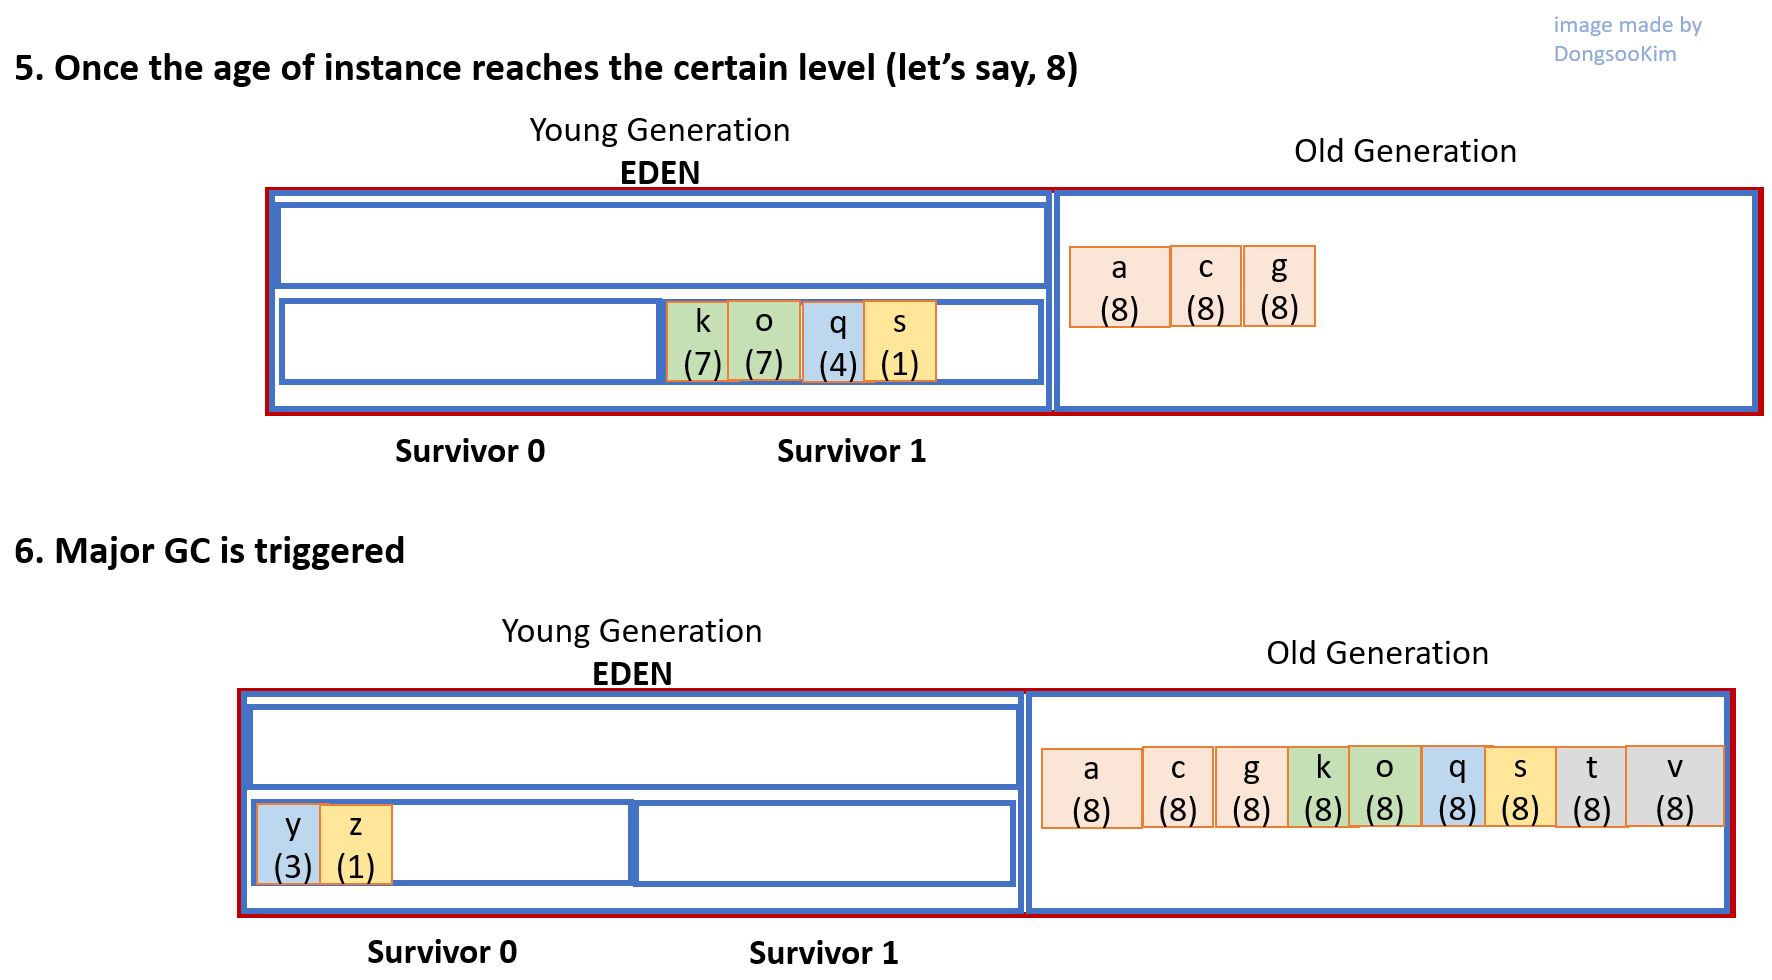 image made by
DongsooKim
5. Once the age of instance reaches the certain level (let’s say, 8)
Young Generation
EDEN
Old Generation
a c g
(8) (8) (8)
k o q s
(7) (7) (4) (1)
Survivor 0 Survivor 1
6. Major GC is triggered
Young Generation
EDEN
Old Generation
a c g k o q s t v
(8) (8) (8) (8) (8) (8) (8) (8) (8)
y z
(3) (1)
Survivor 0 Survivor 1